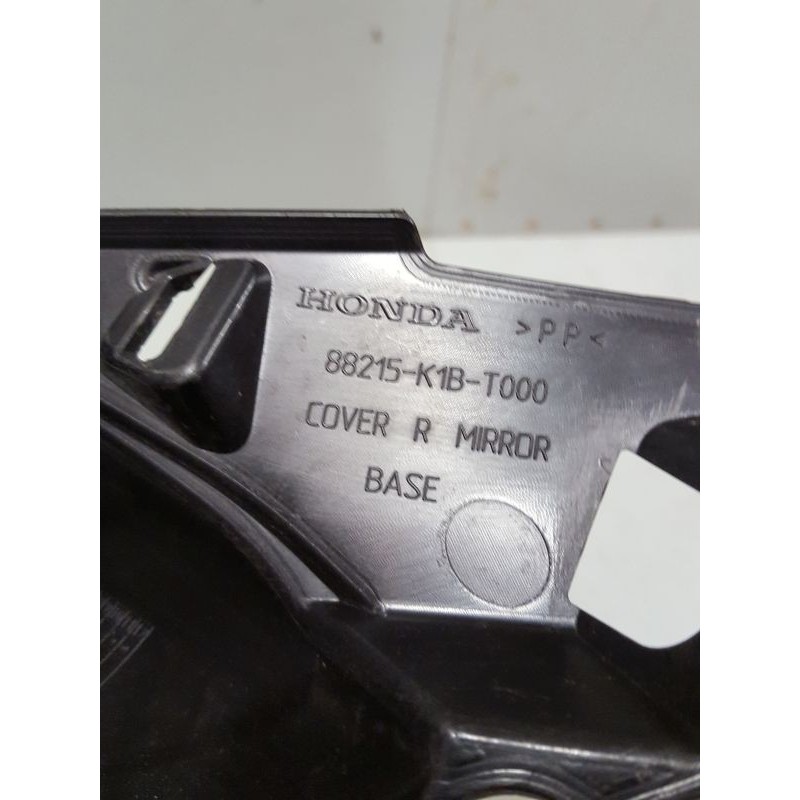 HONDA >PP<
88215-K1B-T000
COVER R MIRROR
BASE